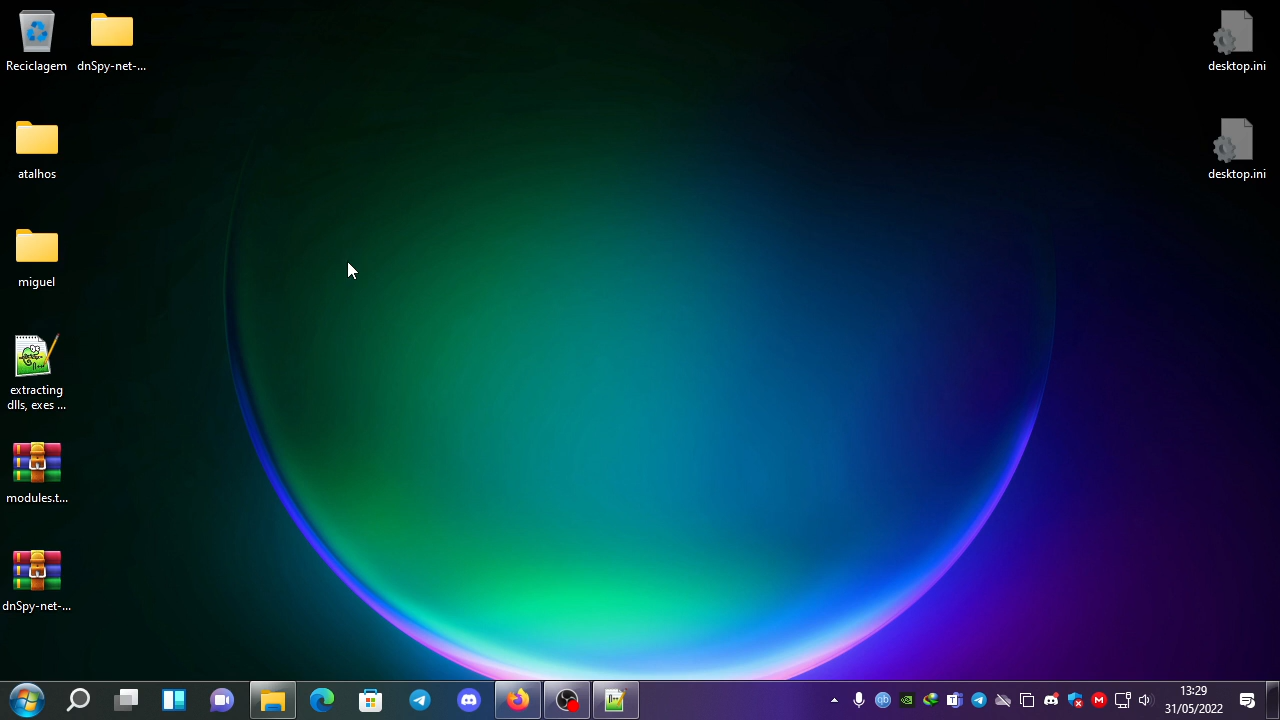 Reciclagem
dnSpy-net-...
atalhos
miguel
extracting
dlls, exes ...
modules.t...
dnSpy-net-...
desktop.ini
desktop.ini
13:29
31/05/2022